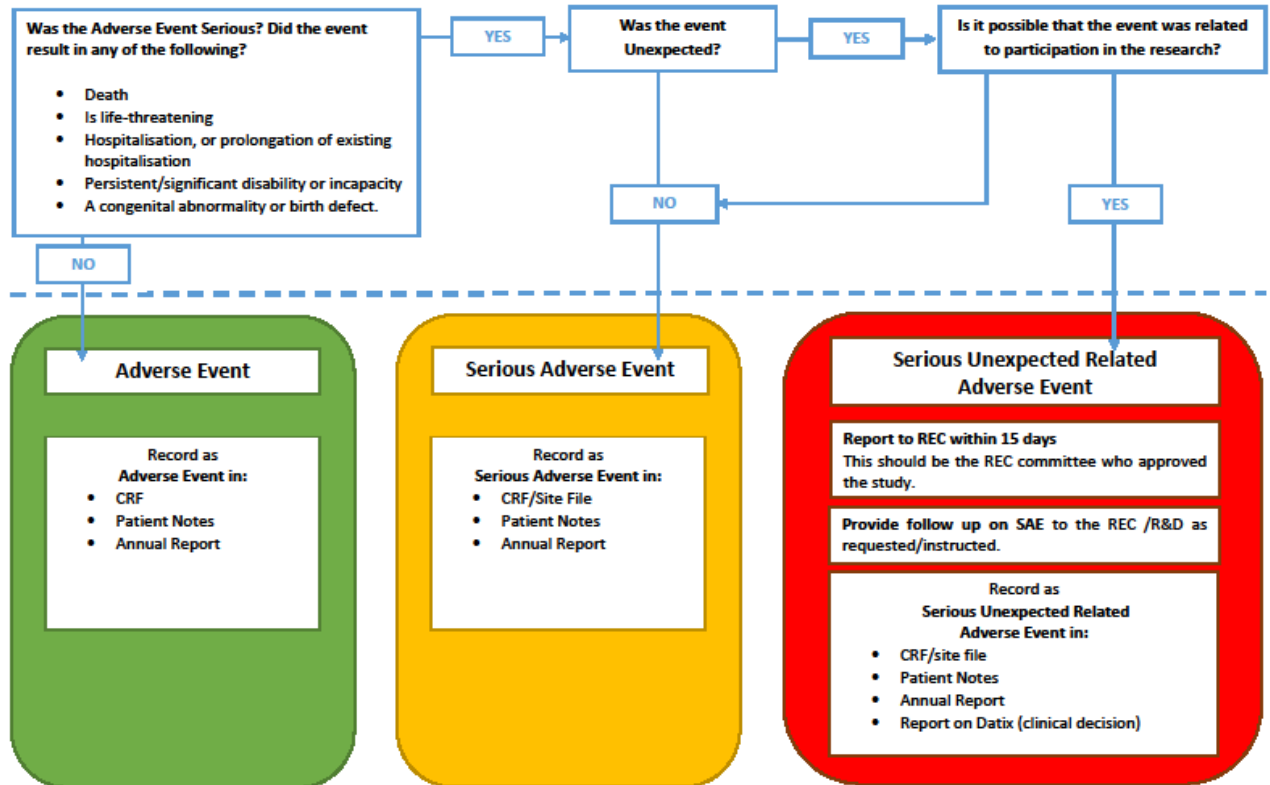 Was the Adverse Event Serious? Did the event
result in any of the following?
• Death
• Is life-threatening
• Hospitalisation, or prolongation of existing
hospitalisation
• Persistent/significant disability or incapacity
• A congenital abnormality or birth defect.
YES
Was the event
Unexpected?
YES
Is it possible that the event was related
to participation in the research?
NO
NO
YES
Adverse Event
Record as
Adverse Event in:
• CRF
• Patient Notes
• Annual Report
Serious Adverse Event
Record as
Serious Adverse Event in:
• CRF/Site File
• Patient Notes
• Annual Report
Serious Unexpected Related
Adverse Event
Report to REC within 15 days
This should be the REC committee who approved
the study.
Provide follow up on SAE to the REC /R&D as
requested/instructed.
Record as
Serious Unexpected Related
Adverse Event in:
• CRF/site file
• Patient Notes
• Annual Report
• Report on Datix (clinical decision)